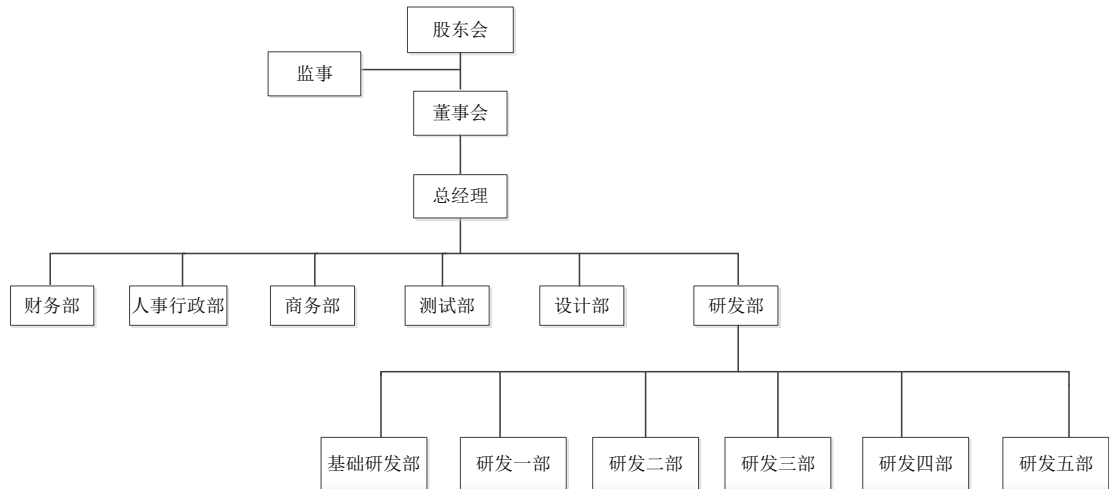 股东会
监事
董事会
总经理
财务部
人事行政部
商务部
测试部
设计部
研发部
基础研发部
研发一部
研发二部
研发三部
研发四部
研发五部